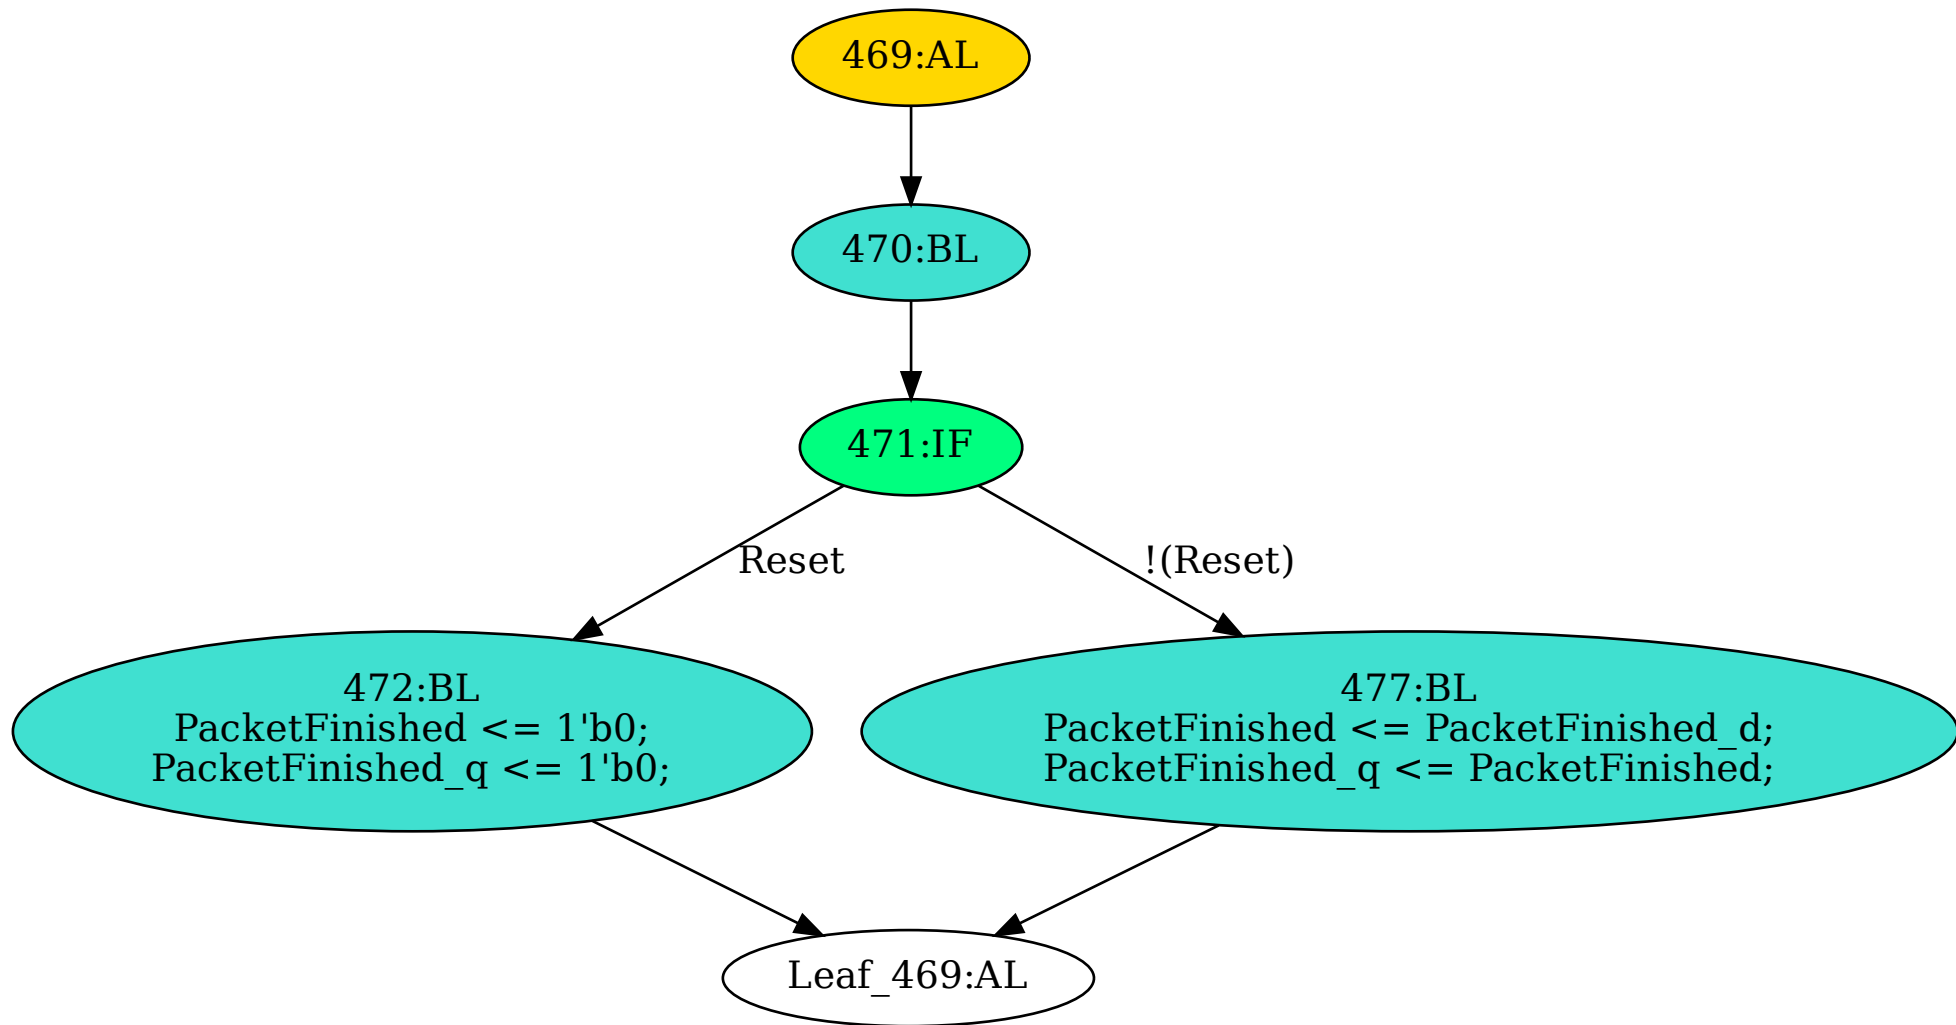 469:AL
470:BL
471:IF
Reset
!(Reset)
472:BL
PacketFinished <= 1'b0;
PacketFinished_q <= 1'b0;
477:BL
PacketFinished <= PacketFinished_d;
PacketFinished_q <= PacketFinished;
Leaf_469:AL